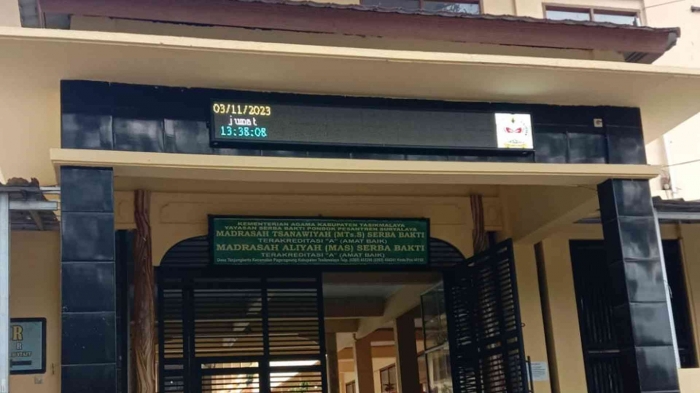 03/11/2023
jumat
13:38:08
KEMENTERIAN AGAMA KABUPATEN TASIKMALAYA
YAYASAN SERBA BAKTI PONDOK PESANTREN SURYALAYA
MADRASAH TSANAWIYAH (MTs.S) SERBA BAKTI
TERAKREDITASI "A" (AMAT BAIK)
MADRASAH ALIYAH (MAS) SERBA BAKTI
TERAKREDITASI "A" (AMAT BAIK)
R